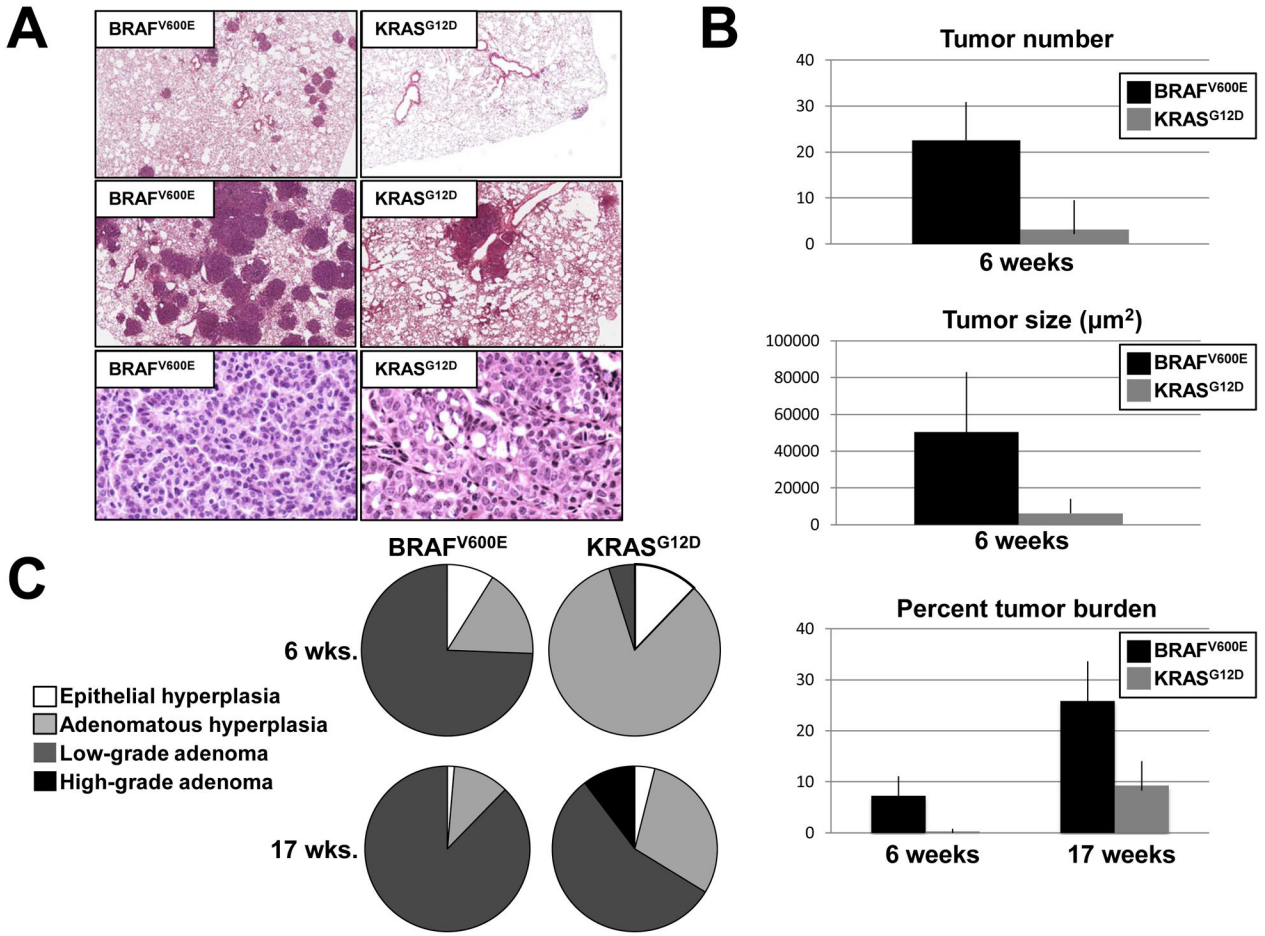 A
BRAFV600E
KRASG12D
BRAFV600E
KRASG12D
BRAFV600E
KRASG12D
B
Tumor number
40
30
20
10
0
BRAFV600E
KRASG12D
6 weeks
Tumor size (μm2)
100000
80000
60000
40000
20000
0
BRAFV600E
KRASG12D
6 weeks
Percent tumor burden
40
30
20
10
0
BRAFV600E
KRASG12D
6 weeks
17 weeks
C
BRAFV600E
KRASG12D
6 wks.
Epithelial hyperplasia
Adenomatous hyperplasia
Low-grade adenoma
High-grade adenoma
17 wks.